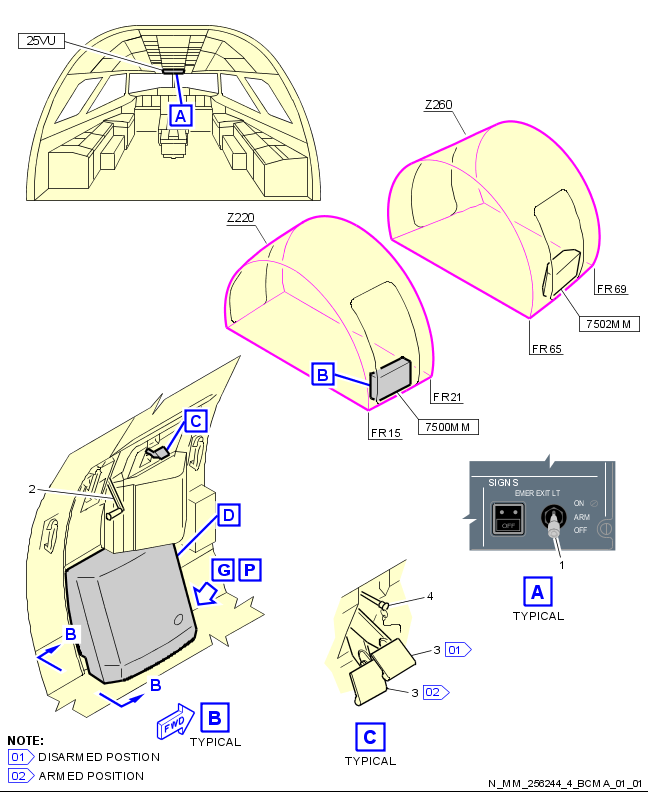 25VU
A
Z260
Z220
FR69
7502MM
FR65
B
FR21
7500MM
FR15
C
2
D
G P
B
B
FWD
B
TYPICAL
SIGNS
EMER EXIT LT
ON
ARM
OFF
OFF
1
A
TYPICAL
4
3 01
3 02
C
TYPICAL
NOTE:
01 DISARMED POSTION
02 ARMED POSITION
N_MM_256244_4_BCMA_01_01